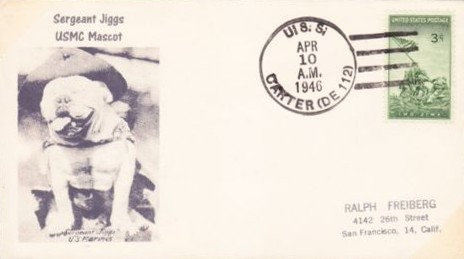 Sergeant Jiggs
USMC Mascot
Sergeant "Jiggs"
U.S. Marines
U.S.S.
APR
10
A.M.
1946
CARTER (DE 112)
UNITED STATES POSTAGE
3¢
IWO JIMA
RALPH FREIBERG
4142 26th Street
San Francisco, 14, Calif.